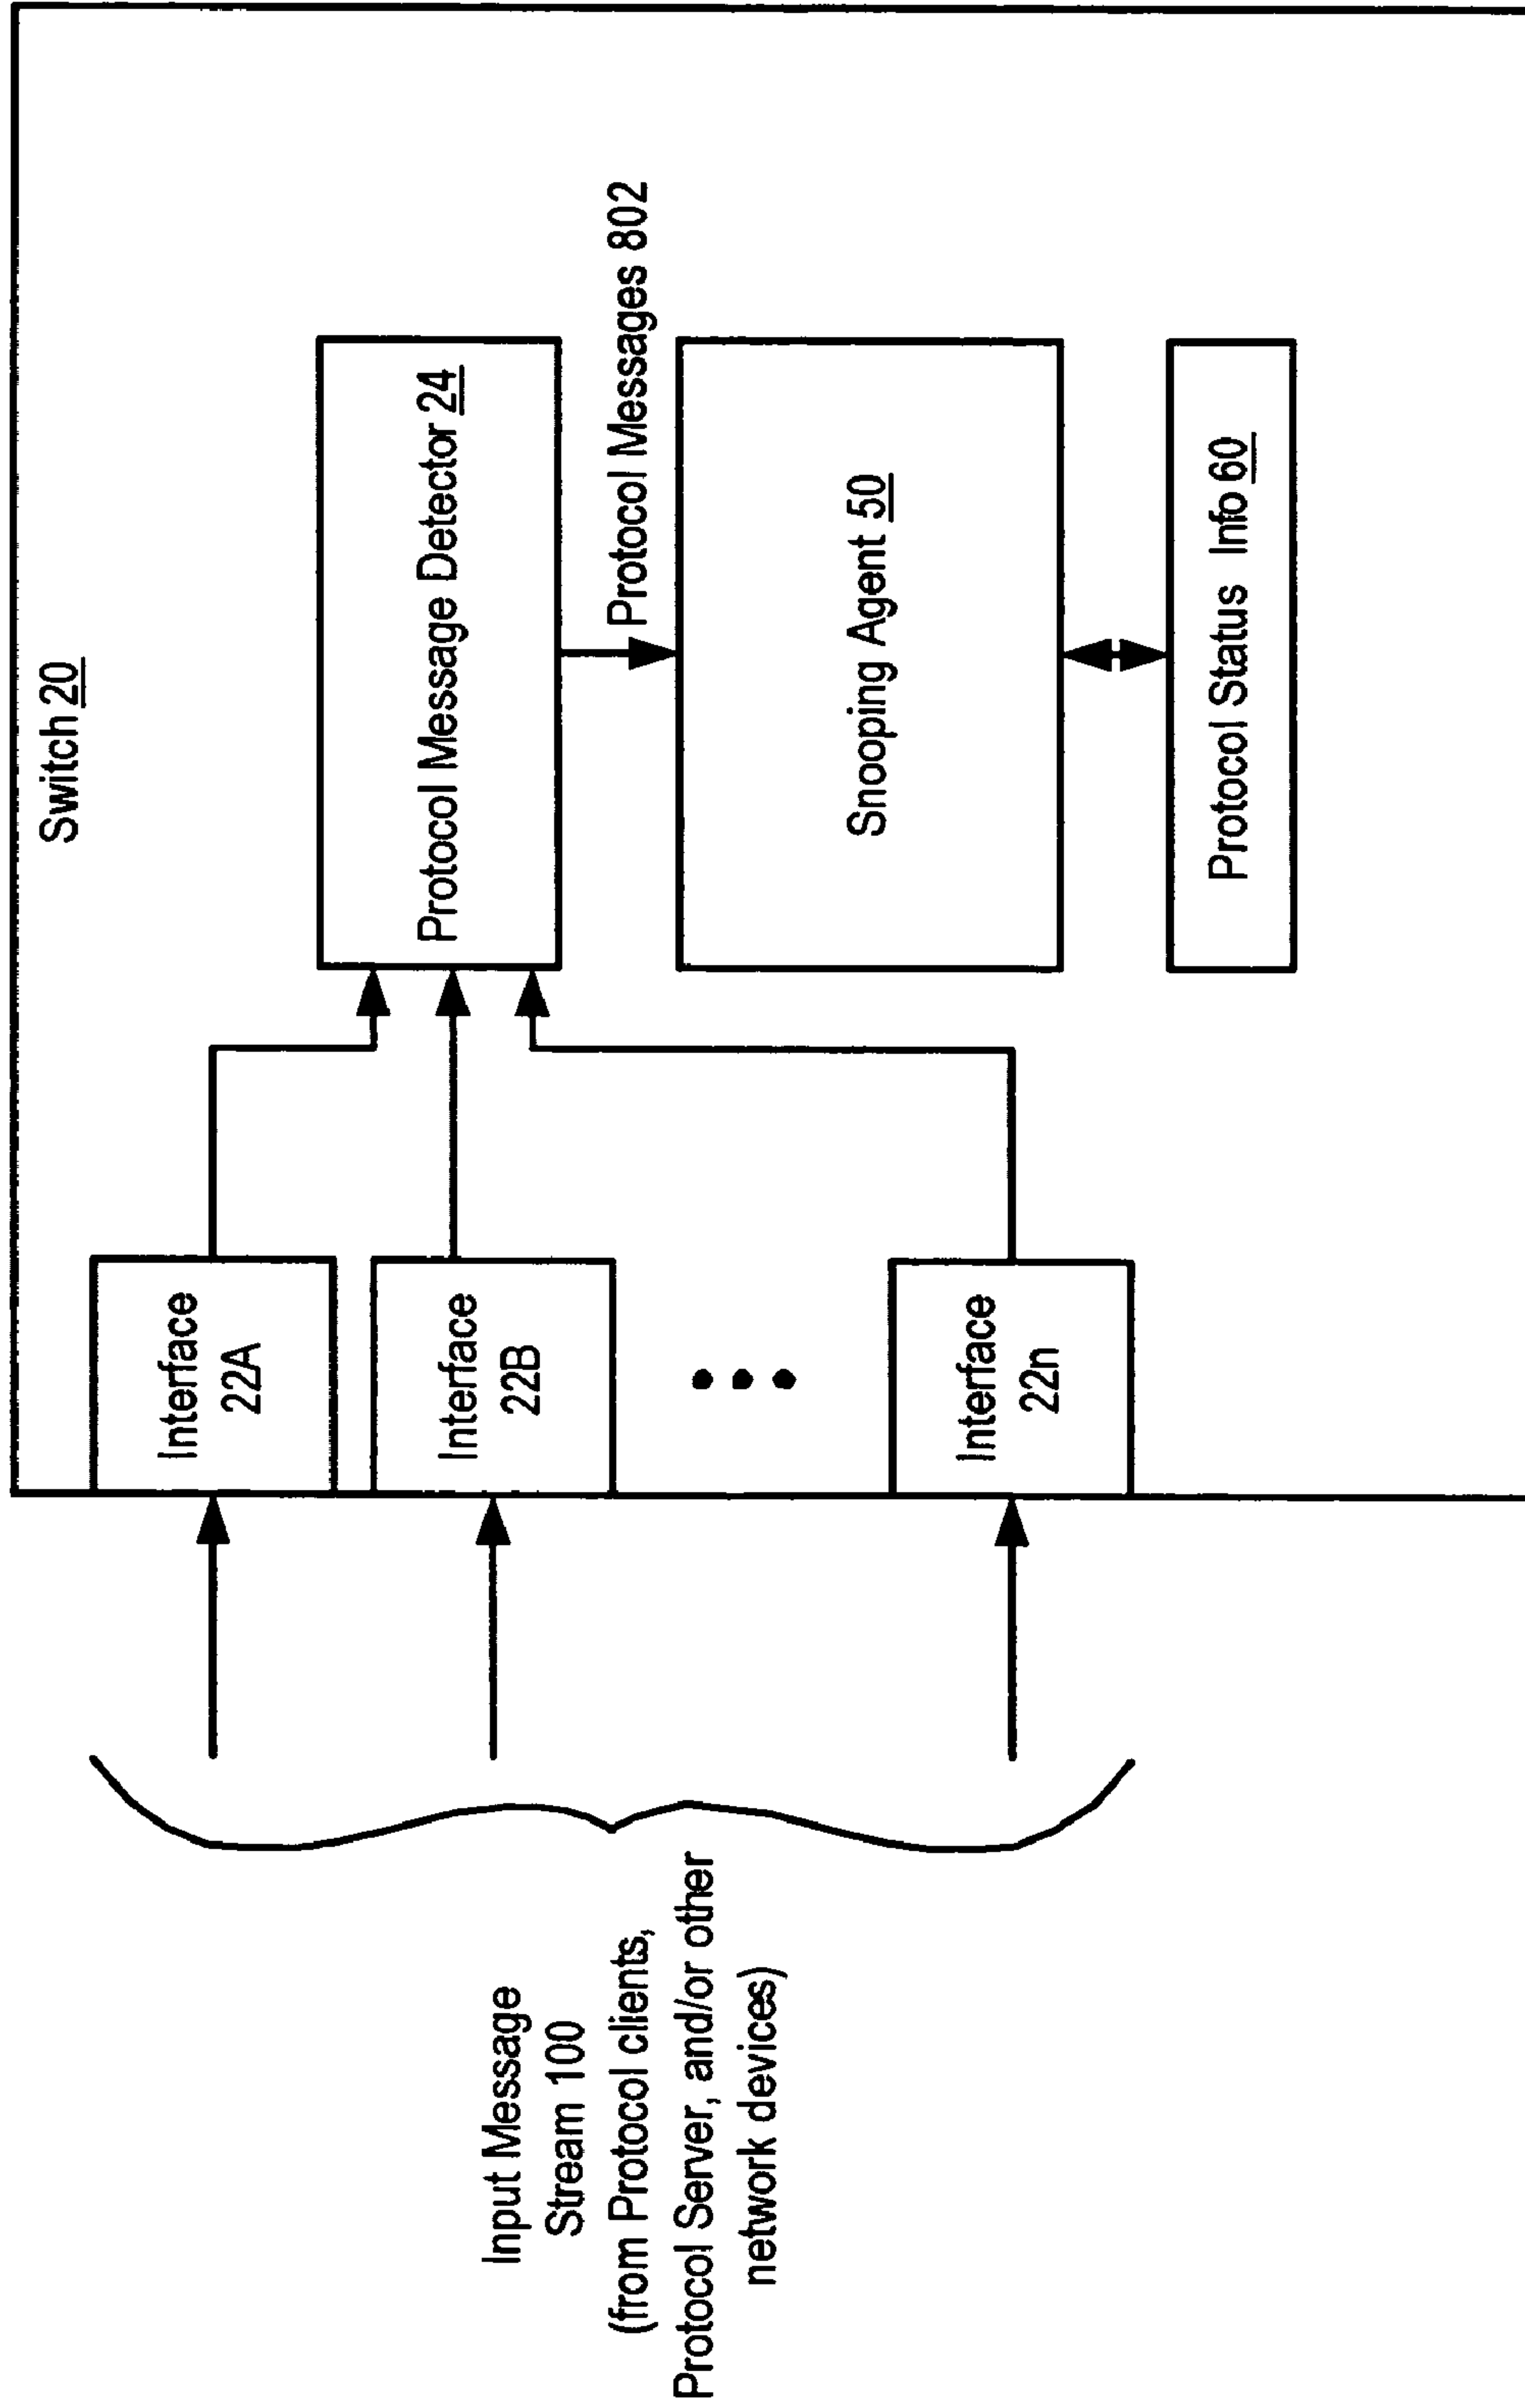 Switch 20
Input Message
Stream 100
(from Protocol clients,
Protocol Server, and/or other
network devices)
Interface
22A
Interface
22B
Interface
22n
Protocol Message Detector 24
Protocol Messages 802
Snooping Agent 50
Protocol Status Info 60